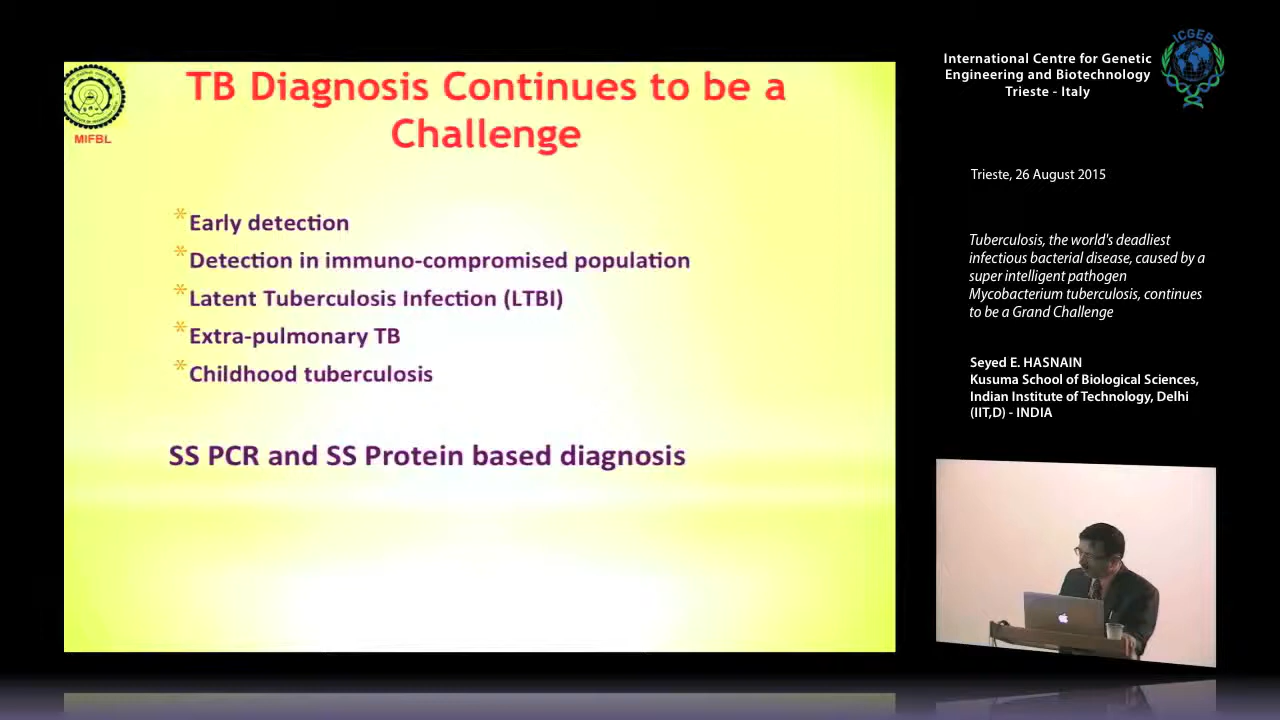 TB Diagnosis Continues to be a
Challenge
MIFBL
*Early detection
*Detection in immuno-compromised population
*Latent Tuberculosis Infection (LTBI)
*Extra-pulmonary TB
*Childhood tuberculosis
SS PCR and SS Protein based diagnosis
International Centre for Genetic
Engineering and Biotechnology
Trieste - Italy
ICGEB
Trieste, 26 August 2015
Tuberculosis, the world's deadliest
infectious bacterial disease, caused by a
super intelligent pathogen
Mycobacterium tuberculosis, continues
to be a Grand Challenge
Seyed E. HASNAIN
Kusuma School of Biological Sciences,
Indian Institute of Technology, Delhi
(IIT,D) - INDIA